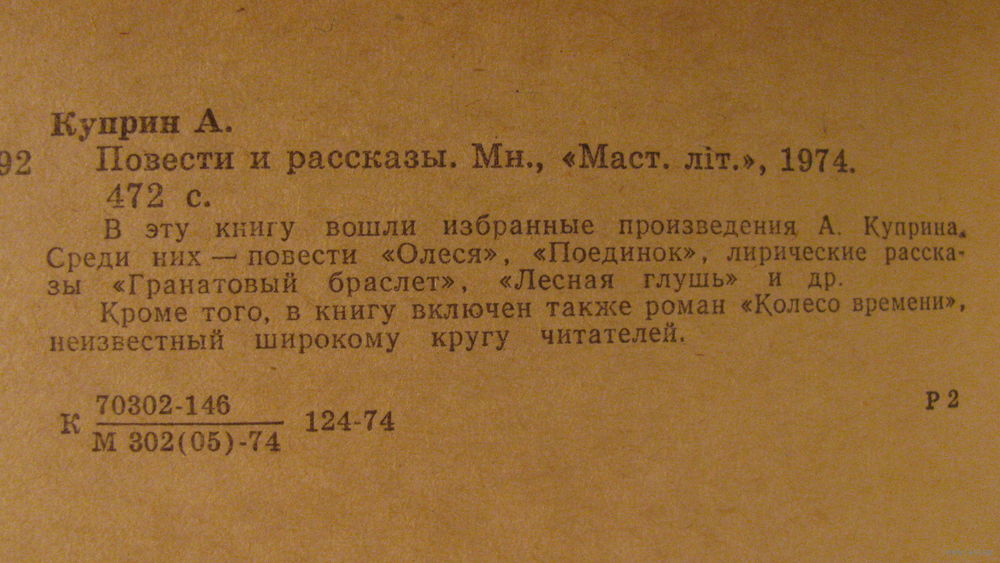 Куприн А.
92 Повести и рассказы. Мн., «Маст. літ.», 1974.
472 с.
В эту книгу вошли избранные произведения А. Куприна.
Среди них — повести «Олеся», «Поединок», лирические расска-
зы «Гранатовый браслет», «Лесная глушь» и др.
Кроме того, в книгу включен также роман «Колесо времени»,
неизвестный широкому кругу читателей.
70302-146
К 124-74
М 302(05)-74
Р 2